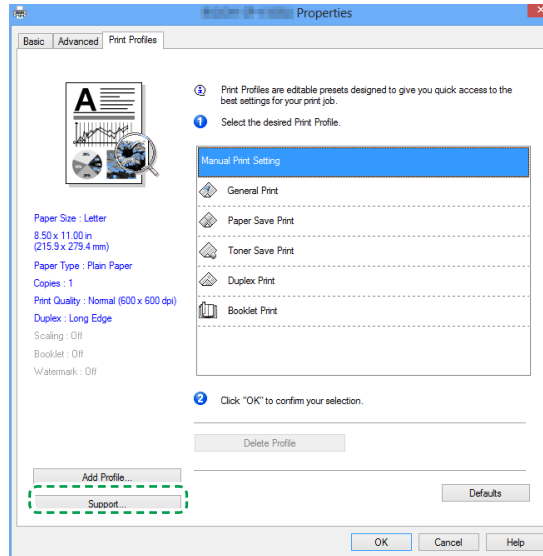 Properties
Basic Advanced Print Profiles
A
Print Profiles are editable presets designed to give you quick access to the
best settings for your print job.
1 Select the desired Print Profile.
Manual Print Setting
General Print
Paper Save Print
Toner Save Print
Duplex Print
Booklet Print
Paper Size : Letter
8.50 x 11.00 in
(215.9 x 279.4 mm)
Paper Type : Plain Paper
Copies : 1
Print Quality : Normal (600 x 600 dpi)
Duplex : Long Edge
Scaling : Off
Booklet : Off
Watermark : Off
2 Click "OK" to confirm your selection.
Delete Profile
Add Profile...
Support...
Defaults
OK Cancel Help